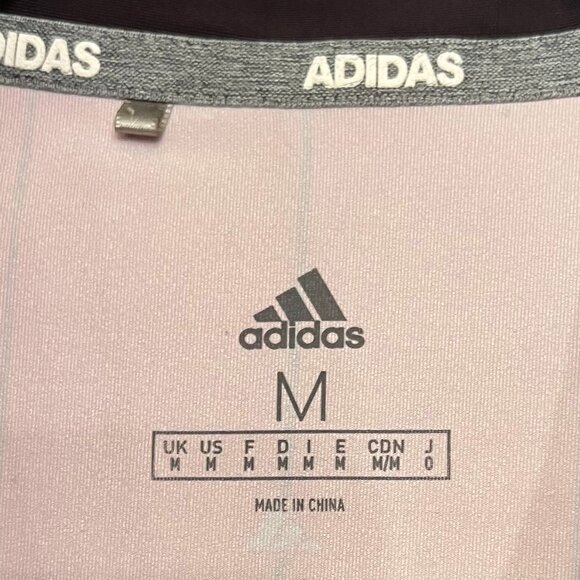 ADIDAS ADIDAS
adidas
M
UK US F D I E CDN J
M M M M M M M/M O
MADE IN CHINA